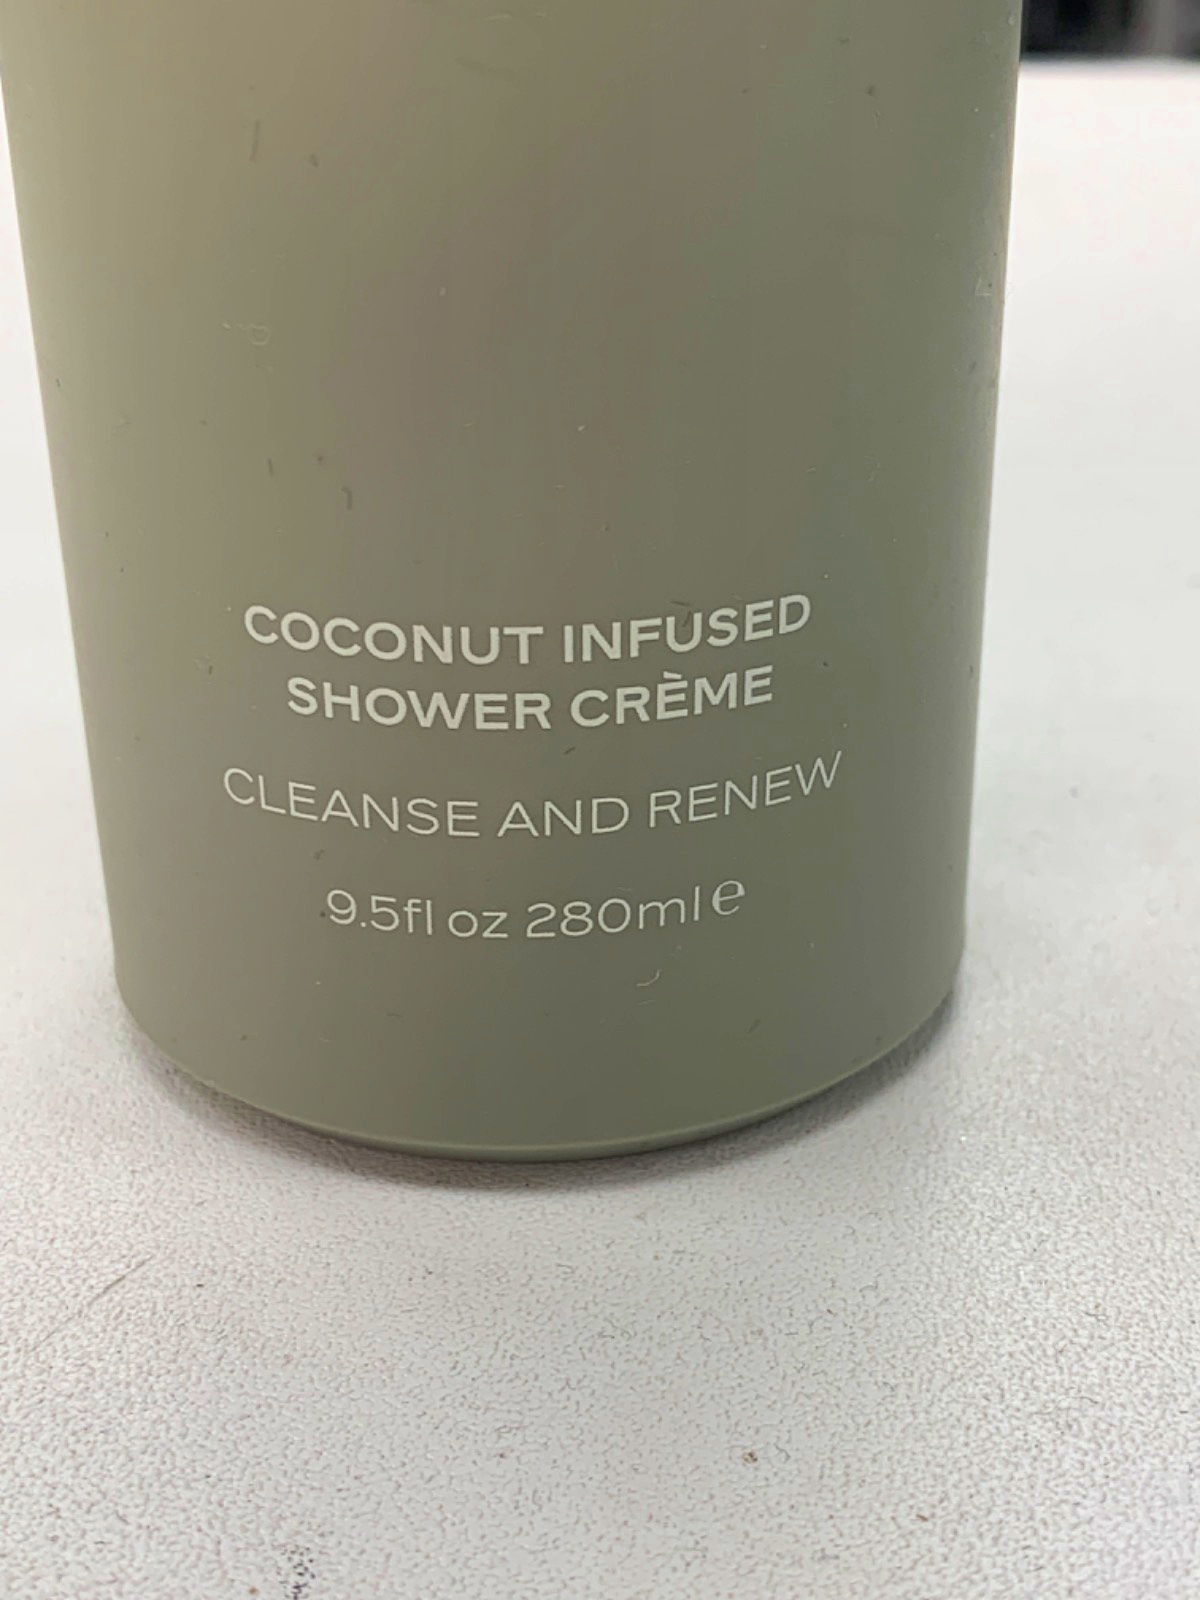 COCONUT INFUSED
SHOWER CRÈME
CLEANSE AND RENEW
9.5fl oz 280ml℮